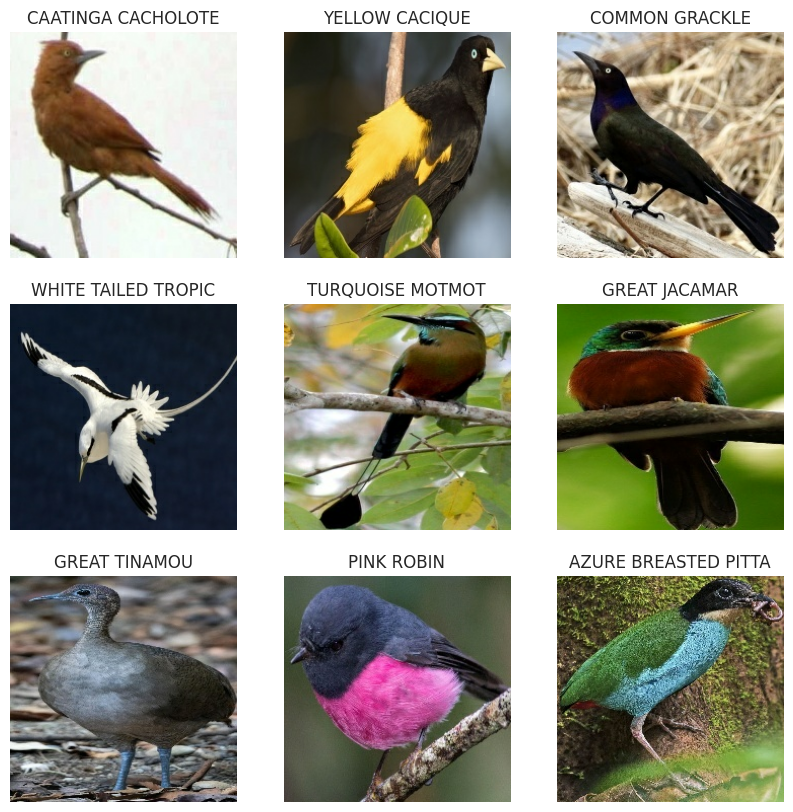 CAATINGA CACHOLOTE
YELLOW CACIQUE
COMMON GRACKLE
WHITE TAILED TROPIC
TURQUOISE MOTMOT
GREAT JACAMAR
GREAT TINAMOU
PINK ROBIN
AZURE BREASTED PITTA